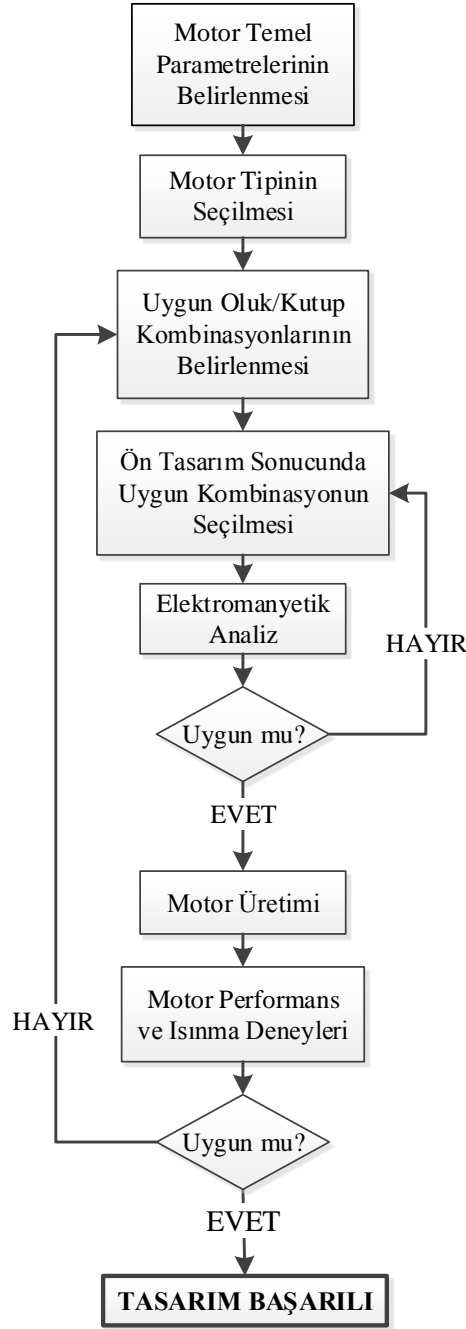 Motor Temel
Parametrelerinin
Belirlenmesi
Motor Tipinin
Seçilmesi
Uygun Oluk/Kutup
Kombinasyonlarının
Belirlenmesi
Ön Tasarım Sonucunda
Uygun Kombinasyonun
Seçilmesi
Elektromanyetik
Analiz
HAYIR
Uygun mu?
EVET
Motor Üretimi
Motor Performans
ve Isınma Deneyleri
HAYIR
Uygun mu?
EVET
TASARIM BAŞARILI